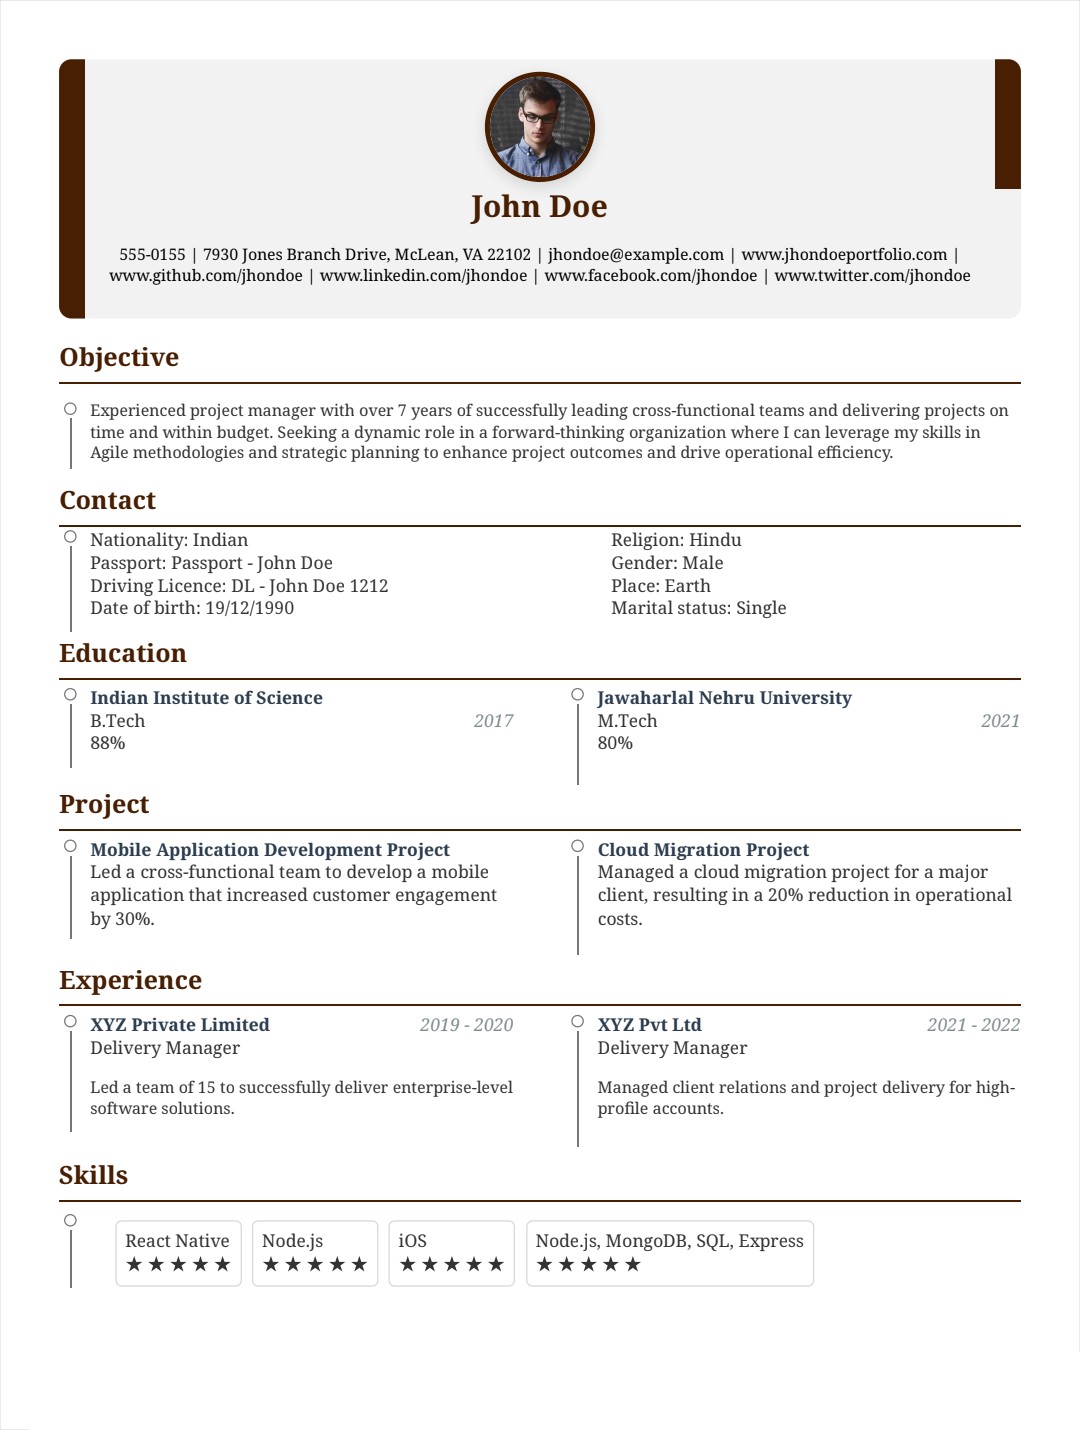 John Doe
555-0155 | 7930 Jones Branch Drive, McLean, VA 22102 | jhondoe@example.com | www.jhondoeportfolio.com |
www.github.com/jhondoe | www.linkedin.com/jhondoe | www.facebook.com/jhondoe | www.twitter.com/jhondoe
Objective
Experienced project manager with over 7 years of successfully leading cross-functional teams and delivering projects on
time and within budget. Seeking a dynamic role in a forward-thinking organization where I can leverage my skills in
Agile methodologies and strategic planning to enhance project outcomes and drive operational efficiency.
Contact
Nationality: Indian
Passport: Passport - John Doe
Driving Licence: DL - John Doe 1212
Date of birth: 19/12/1990
Religion: Hindu
Gender: Male
Place: Earth
Marital status: Single
Education
Indian Institute of Science
B.Tech 2017
88%
Jawaharlal Nehru University
M.Tech 2021
80%
Project
Mobile Application Development Project
Led a cross-functional team to develop a mobile
application that increased customer engagement
by 30%.
Cloud Migration Project
Managed a cloud migration project for a major
client, resulting in a 20% reduction in operational
costs.
Experience
XYZ Private Limited 2019 - 2020
Delivery Manager
Led a team of 15 to successfully deliver enterprise-level
software solutions.
XYZ Pvt Ltd 2021 - 2022
Delivery Manager
Managed client relations and project delivery for high-
profile accounts.
Skills
React Native
★★★★★
Node.js
★★★★★
iOS
★★★★★
Node.js, MongoDB, SQL, Express
★★★★★